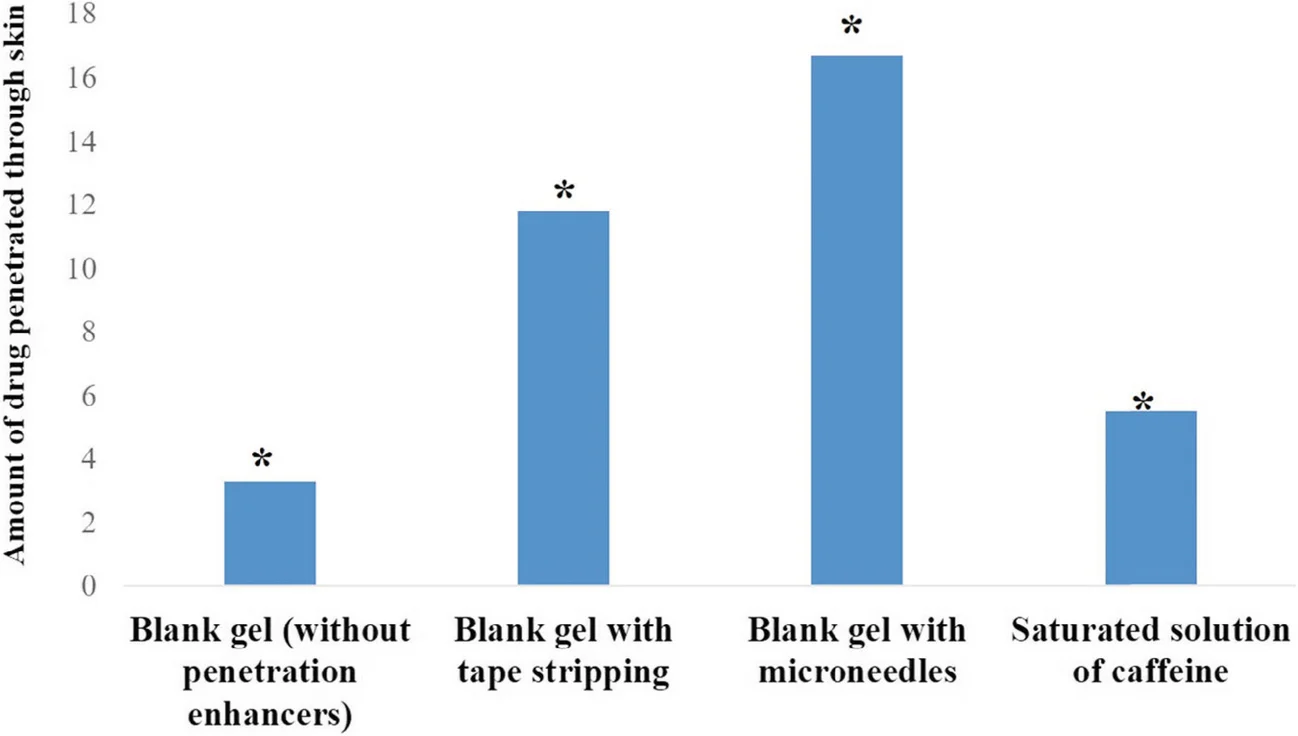 Amount of drug penetrated through skin
18
16
14
12
10
8
6
4
2
0
*
*
*
*
Blank gel (without
penetration
enhancers)
Blank gel with
tape stripping
Blank gel with
microneedles
Saturated solution
of caffeine